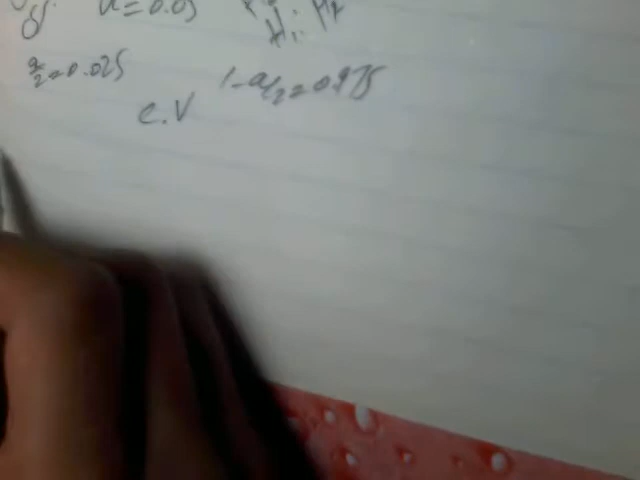 α = 0.05
H₁: μ
α/2 = 0.025 1-α/2 = 0.975
C.V